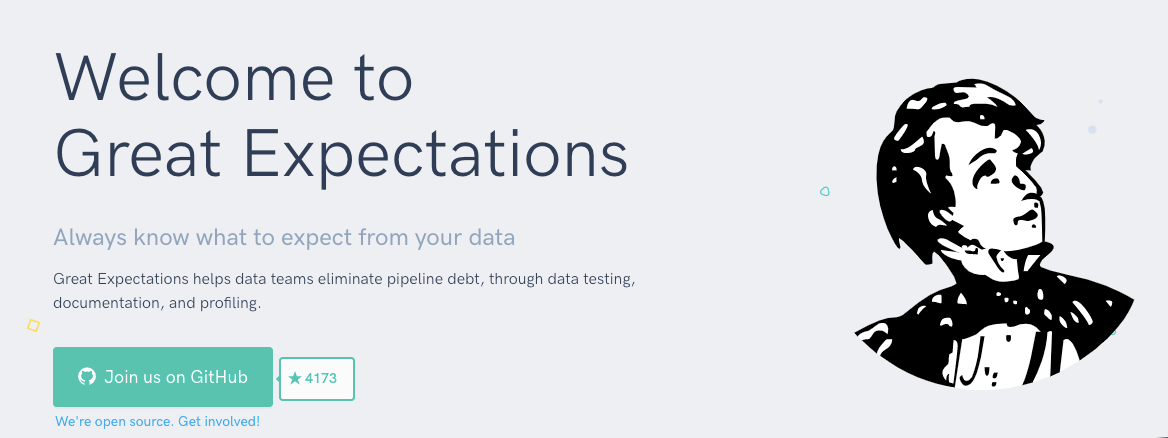 Welcome to
Great Expectations
Always know what to expect from your data
Great Expectations helps data teams eliminate pipeline debt, through data testing,
documentation, and profiling.
Join us on GitHub
4173
We're open source. Get involved!